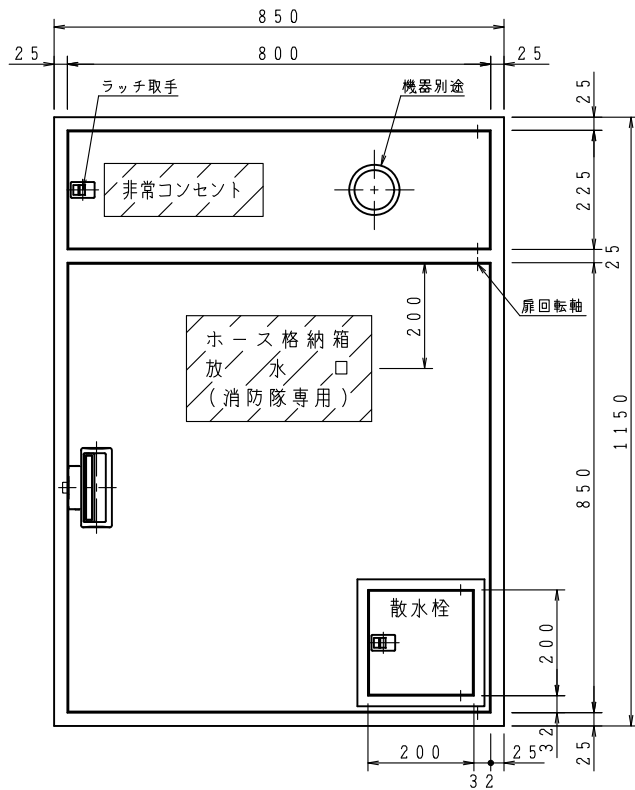 850
25
800
25
ラッチ取手
機器別途
25
非常コンセント
225
25
扉回転軸
200
ホース格納箱
放水口
(消防隊専用)
1150
850
散水栓
200
200
32
25
32
25